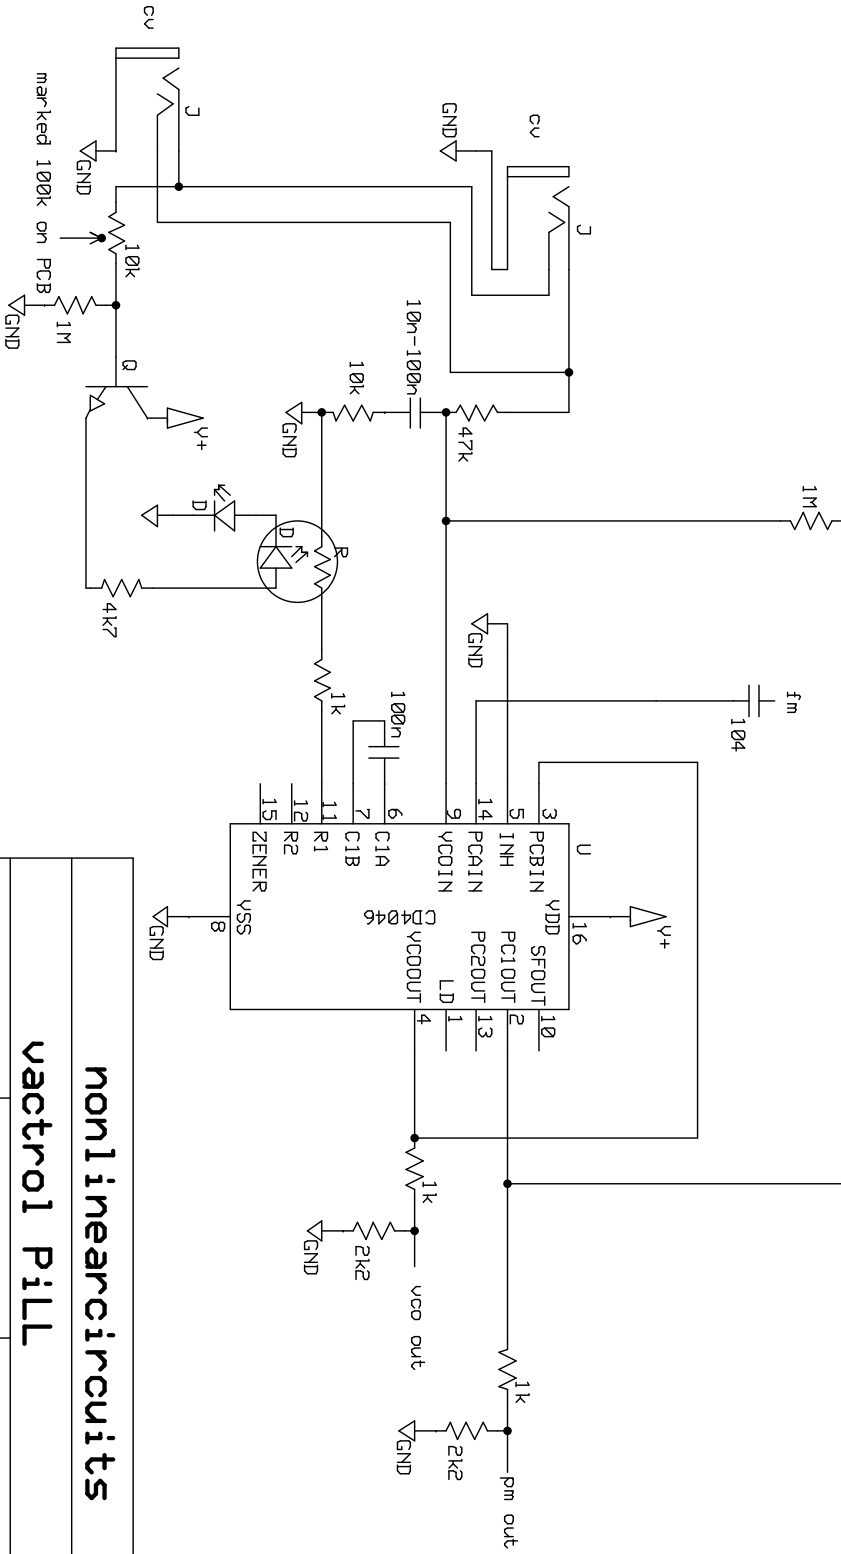 cv
J
GND
marked 100k on PCB
10k
1M
GND
Q
V+
4k7
D
D
R
GND
cv
J
GND
10n-100n
10k
47k
1M
GND
fm
104
1k
100n
U
CD4046
3 PCBIN
5 INH
14 PCAIN
9 VCOIN
6 C1A
7 C1B
11 R1
12 R2
15 ZENER
VDD 16
V+
VSS 8
GND
SFOUT 10
PC1OUT 2
PC2OUT 13
LD 1
VCOOUT 4
1k
2k2
GND
vco out
1k
2k2
GND
pm out
nonlinearcircuits
vactrol PiLL